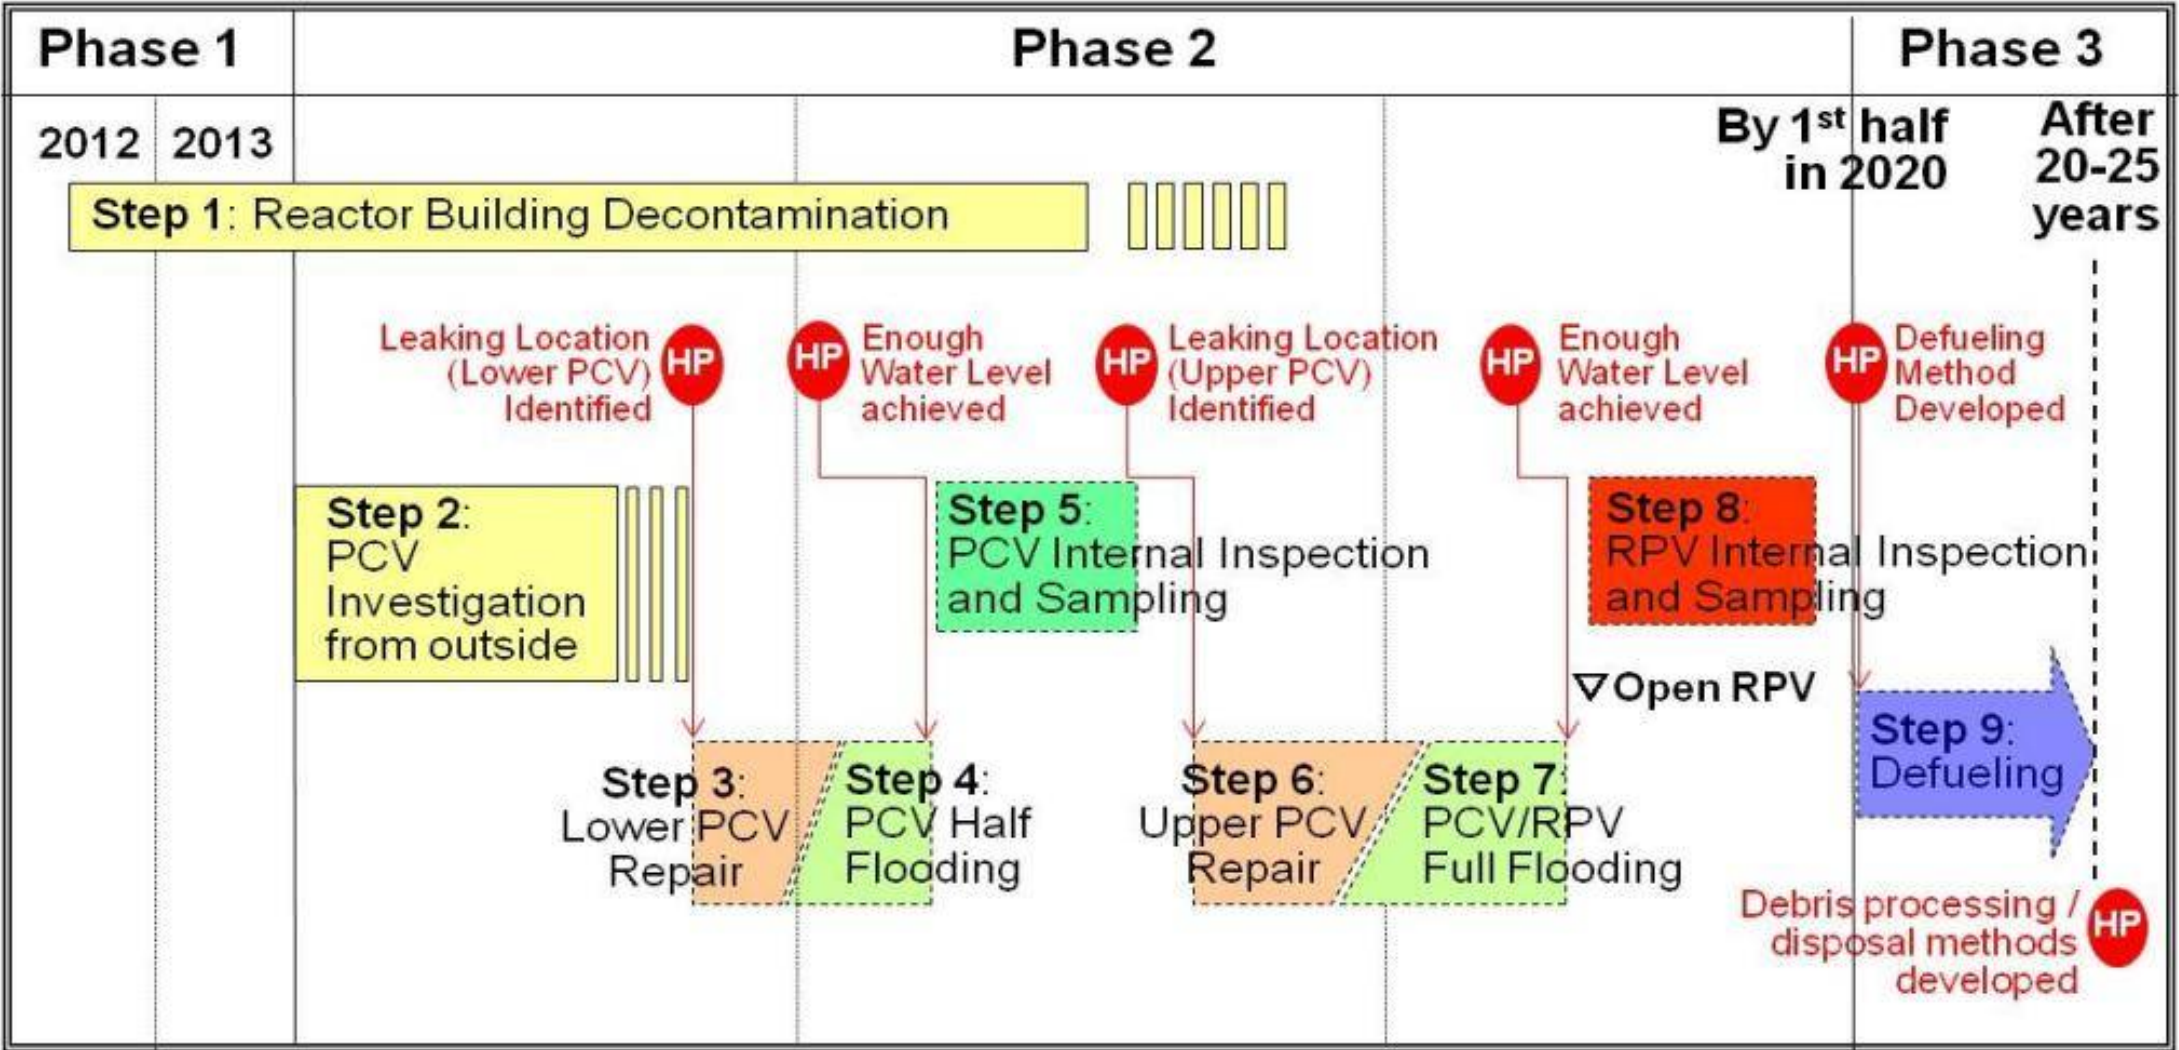 Phase 1
Phase 2
Phase 3
2012
2013
By 1st half
in 2020
After
20-25
years
Step 1: Reactor Building Decontamination
Leaking Location
(Lower PCV)
Identified
HP
HP
Enough
Water Level
achieved
HP
Leaking Location
(Upper PCV)
Identified
HP
Enough
Water Level
achieved
HP
Defueling
Method
Developed
Step 2:
PCV
Investigation
from outside
Step 5:
PCV Internal Inspection
and Sampling
Step 8:
RPV Internal Inspection
and Sampling
Open RPV
Step 3:
Lower PCV
Repair
Step 4:
PCV Half
Flooding
Step 6:
Upper PCV
Repair
Step 7:
PCV/RPV
Full Flooding
Step 9:
Defueling
Debris processing /
disposal methods
developed
HP